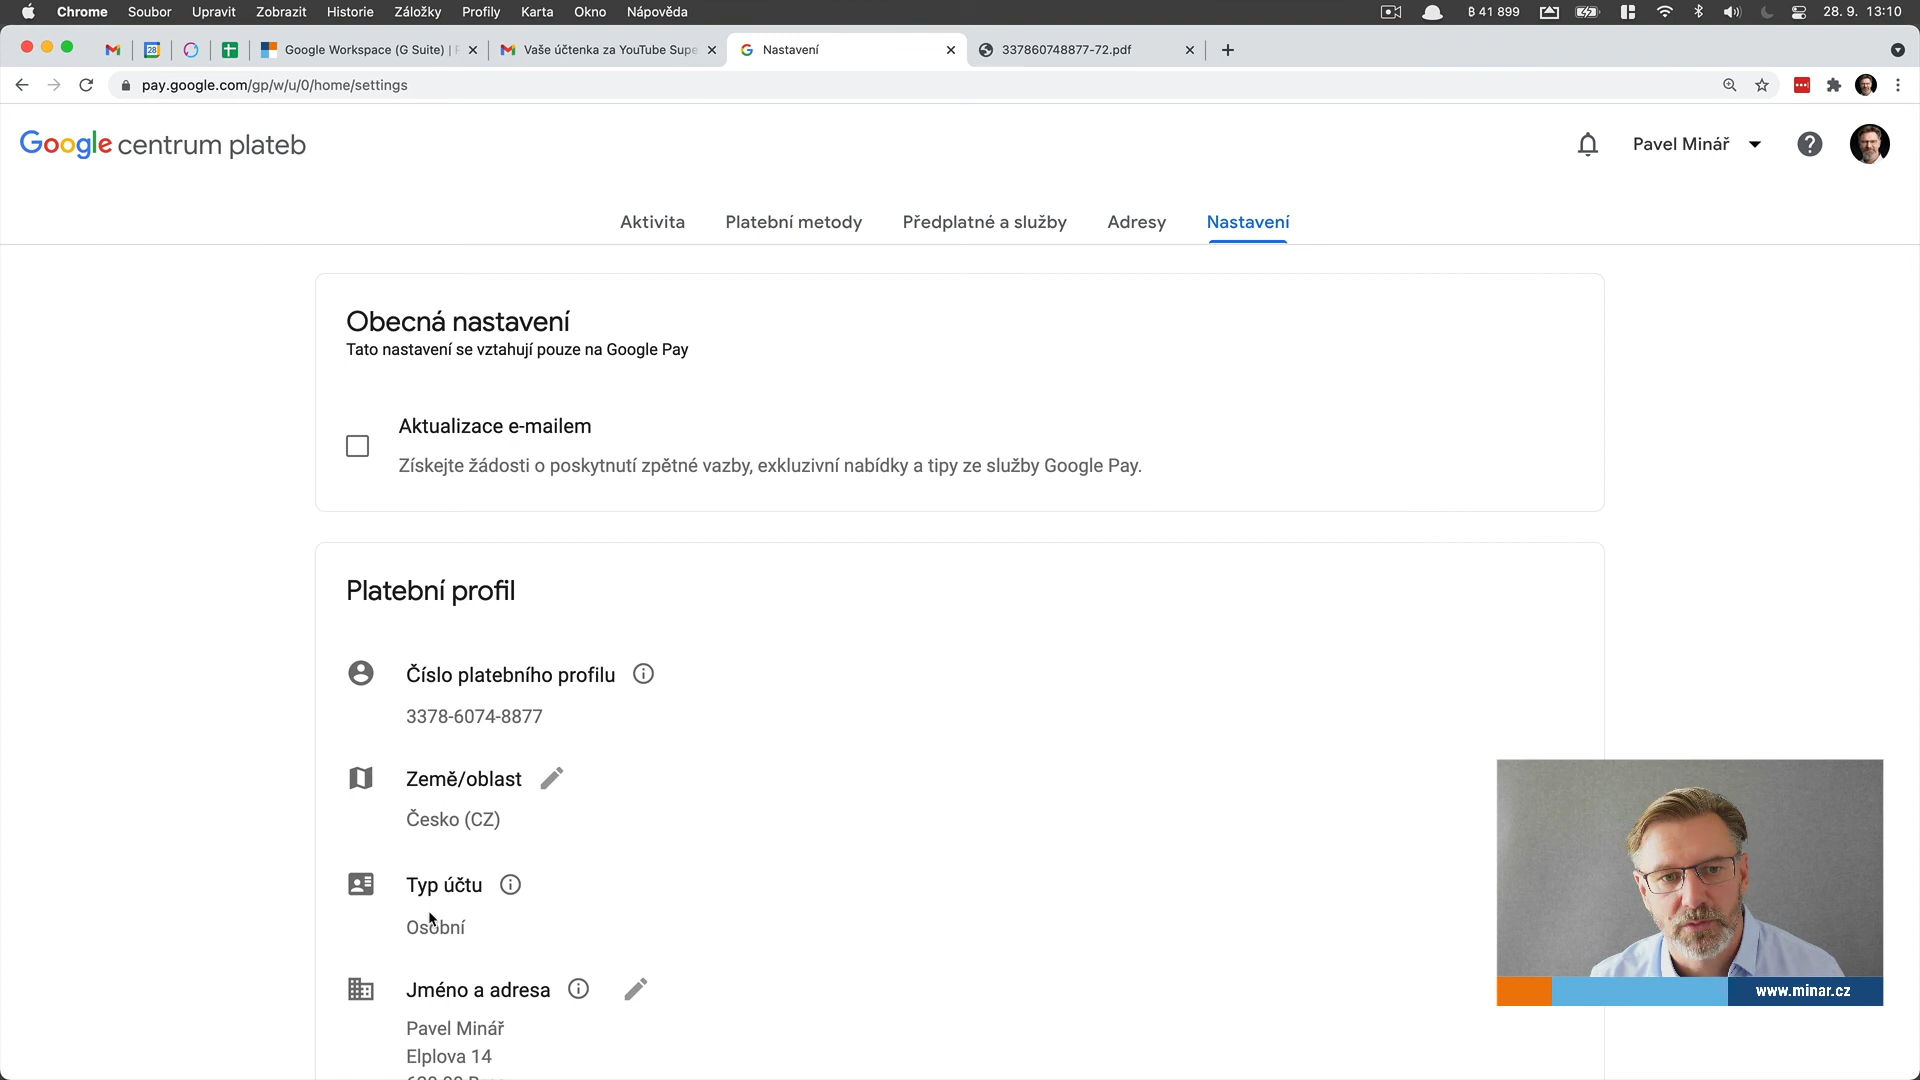 Chrome Soubor Upravit Zobrazit Historie Záložky Profily Karta Okno Nápověda
฿ 41 899
28. 9. 13:10
28
Google Workspace (G Suite) |
Vaše účtenka za YouTube Supe
Nastavení
337860748877-72.pdf
pay.google.com/gp/w/u/0/home/settings
Google centrum plateb
Pavel Minář
Aktivita
Platební metody
Předplatné a služby
Adresy
Nastavení
Obecná nastavení
Tato nastavení se vztahují pouze na Google Pay
Aktualizace e-mailem
Získejte žádosti o poskytnutí zpětné vazby, exkluzivní nabídky a tipy ze služby Google Pay.
Platební profil
Číslo platebního profilu
3378-6074-8877
Země/oblast
Česko (CZ)
Typ účtu
Osobní
Jméno a adresa
Pavel Minář
Elplova 14
www.minar.cz